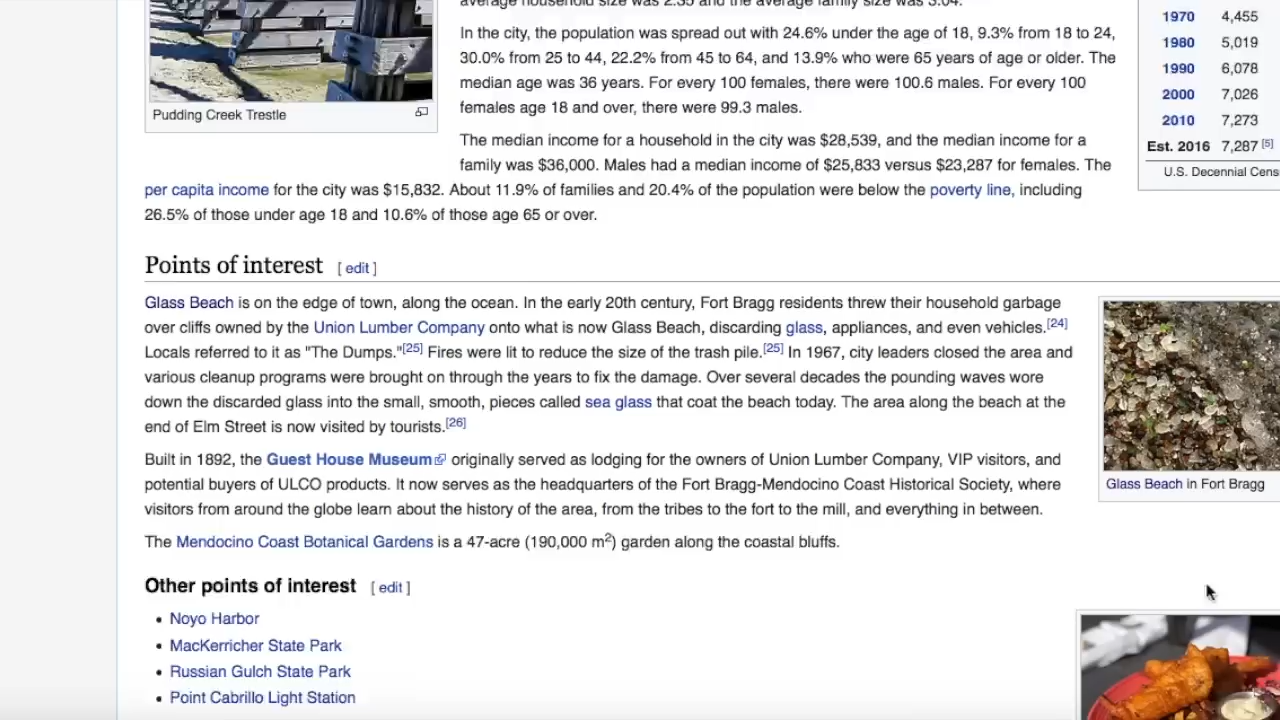 average household size was 2.35 and the average family size was 3.04.
In the city, the population was spread out with 24.6% under the age of 18, 9.3% from 18 to 24,
30.0% from 25 to 44, 22.2% from 45 to 64, and 13.9% who were 65 years of age or older. The
median age was 36 years. For every 100 females, there were 100.6 males. For every 100
females age 18 and over, there were 99.3 males.
The median income for a household in the city was $28,539, and the median income for a
family was $36,000. Males had a median income of $25,833 versus $23,287 for females. The
per capita income for the city was $15,832. About 11.9% of families and 20.4% of the population were below the poverty line, including
26.5% of those under age 18 and 10.6% of those age 65 or over.
Pudding Creek Trestle
1970 4,455
1980 5,019
1990 6,078
2000 7,026
2010 7,273
Est. 2016 7,287 [5]
U.S. Decennial Cens
Points of interest [ edit ]
Glass Beach is on the edge of town, along the ocean. In the early 20th century, Fort Bragg residents threw their household garbage
over cliffs owned by the Union Lumber Company onto what is now Glass Beach, discarding glass, appliances, and even vehicles.[24]
Locals referred to it as "The Dumps."[25] Fires were lit to reduce the size of the trash pile.[25] In 1967, city leaders closed the area and
various cleanup programs were brought on through the years to fix the damage. Over several decades the pounding waves wore
down the discarded glass into the small, smooth, pieces called sea glass that coat the beach today. The area along the beach at the
end of Elm Street is now visited by tourists.[26]
Built in 1892, the Guest House Museum originally served as lodging for the owners of Union Lumber Company, VIP visitors, and
potential buyers of ULCO products. It now serves as the headquarters of the Fort Bragg-Mendocino Coast Historical Society, where
visitors from around the globe learn about the history of the area, from the tribes to the fort to the mill, and everything in between.
The Mendocino Coast Botanical Gardens is a 47-acre (190,000 m2) garden along the coastal bluffs.
Glass Beach in Fort Bragg
Other points of interest [ edit ]
• Noyo Harbor
• MacKerricher State Park
• Russian Gulch State Park
• Point Cabrillo Light Station